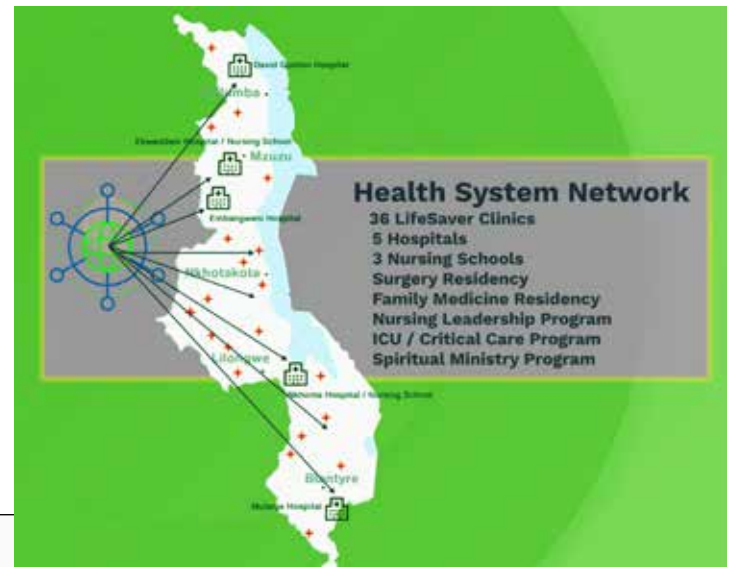 David Gordon Hospital
Ekwendeni Hospital / Nursing School
Mzuzu
Embangweni Hospital
Health System Network
36 LifeSaver Clinics
5 Hospitals
3 Nursing Schools
Surgery Residency
Family Medicine Residency
Nursing Leadership Program
ICU / Critical Care Program
Spiritual Ministry Program
Nkhotakota
Lilongwe
Nkhoma Hospital / Nursing School
Blantyre
Mulanje Hospital